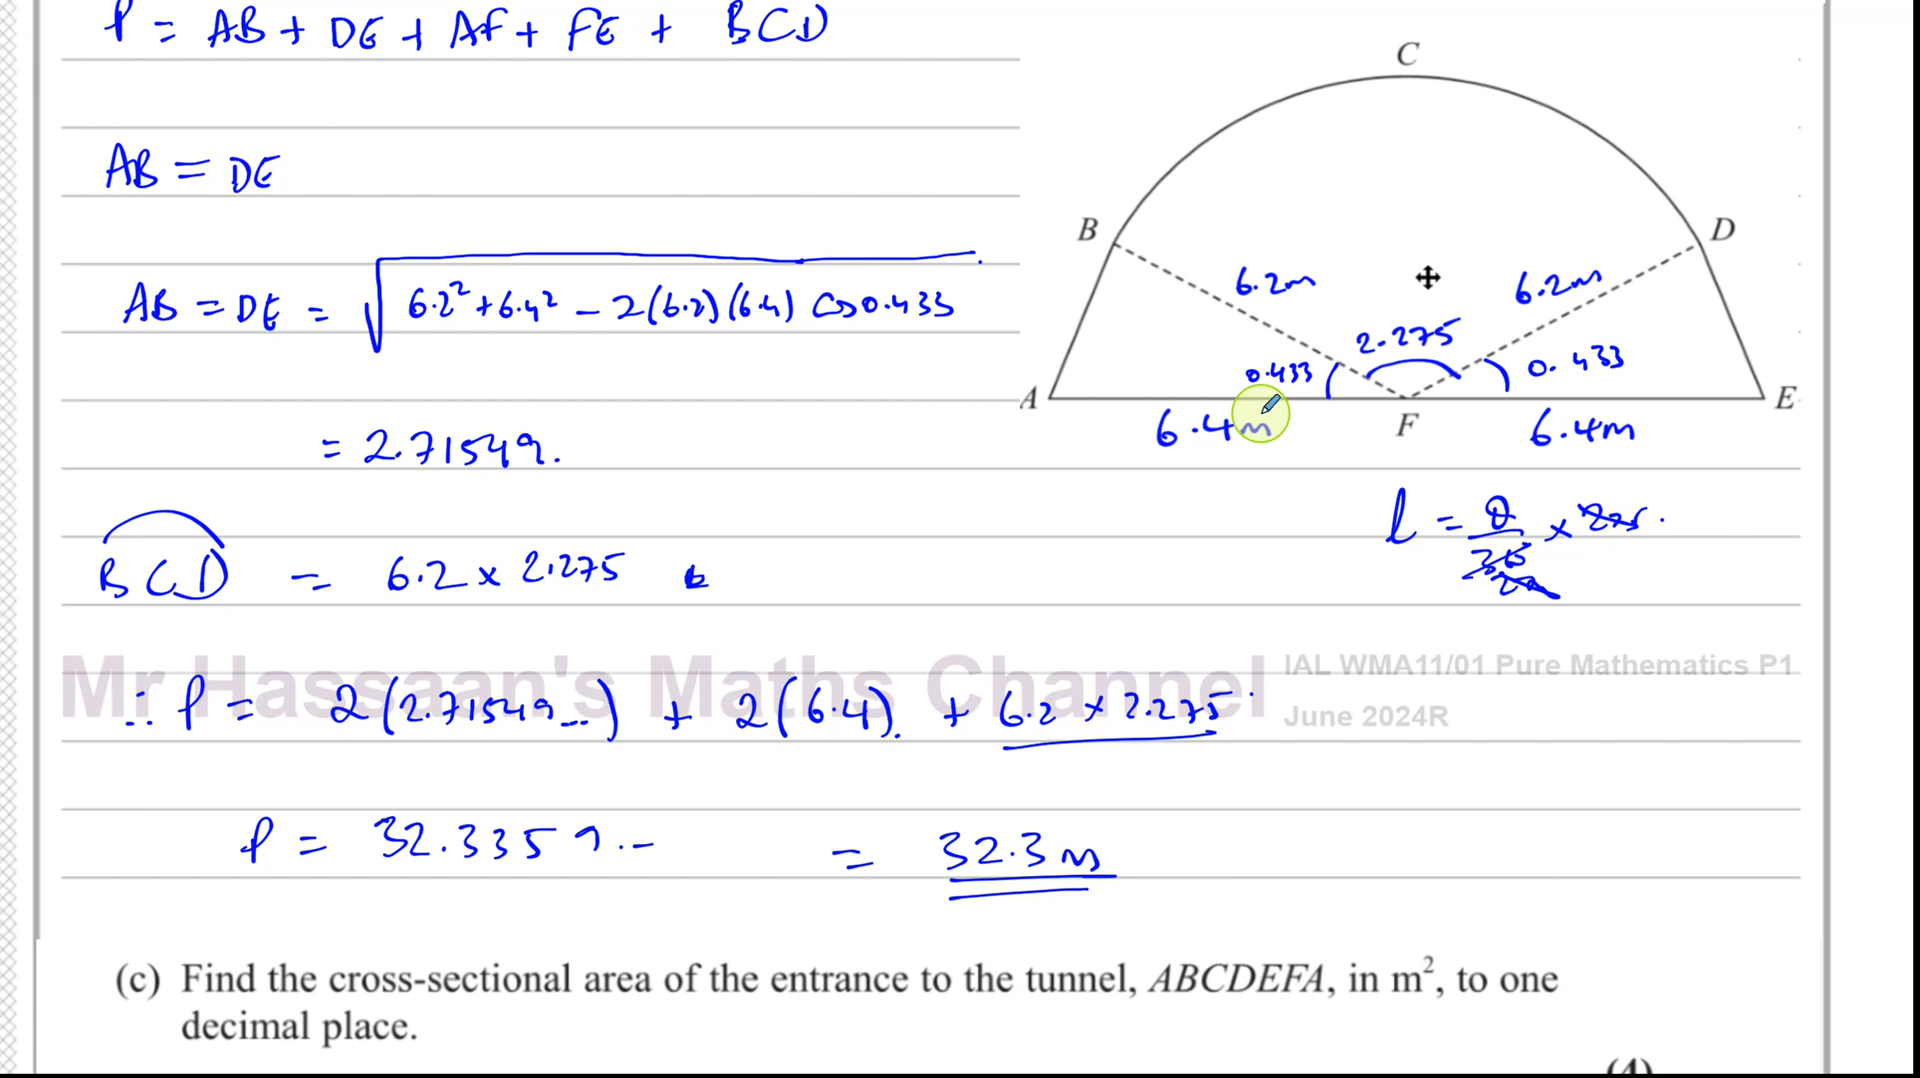 P = AB + DE + AF + FE + BCD
C
AB = DE
B
D
AB = DE = √6.2² + 6.4² - 2(6.2)(6.4) cos 0.433
6.2m
6.2m
2.275
0.433
0.433
A
F
E
6.4m
6.4m
= 2.71549.
BCD = 6.2 × 2.275
l = θ
× 2πr.
Mr Hassaan's Maths Channel
IAL WMA11/01 Pure Mathematics P1
June 2024R
∴ P = 2(2.71549...) + 2(6.4) + 6.2 × 2.275
P = 32.3359.. = 32.3m
(c) Find the cross-sectional area of the entrance to the tunnel, ABCDEFA, in m², to one
decimal place.
(4)